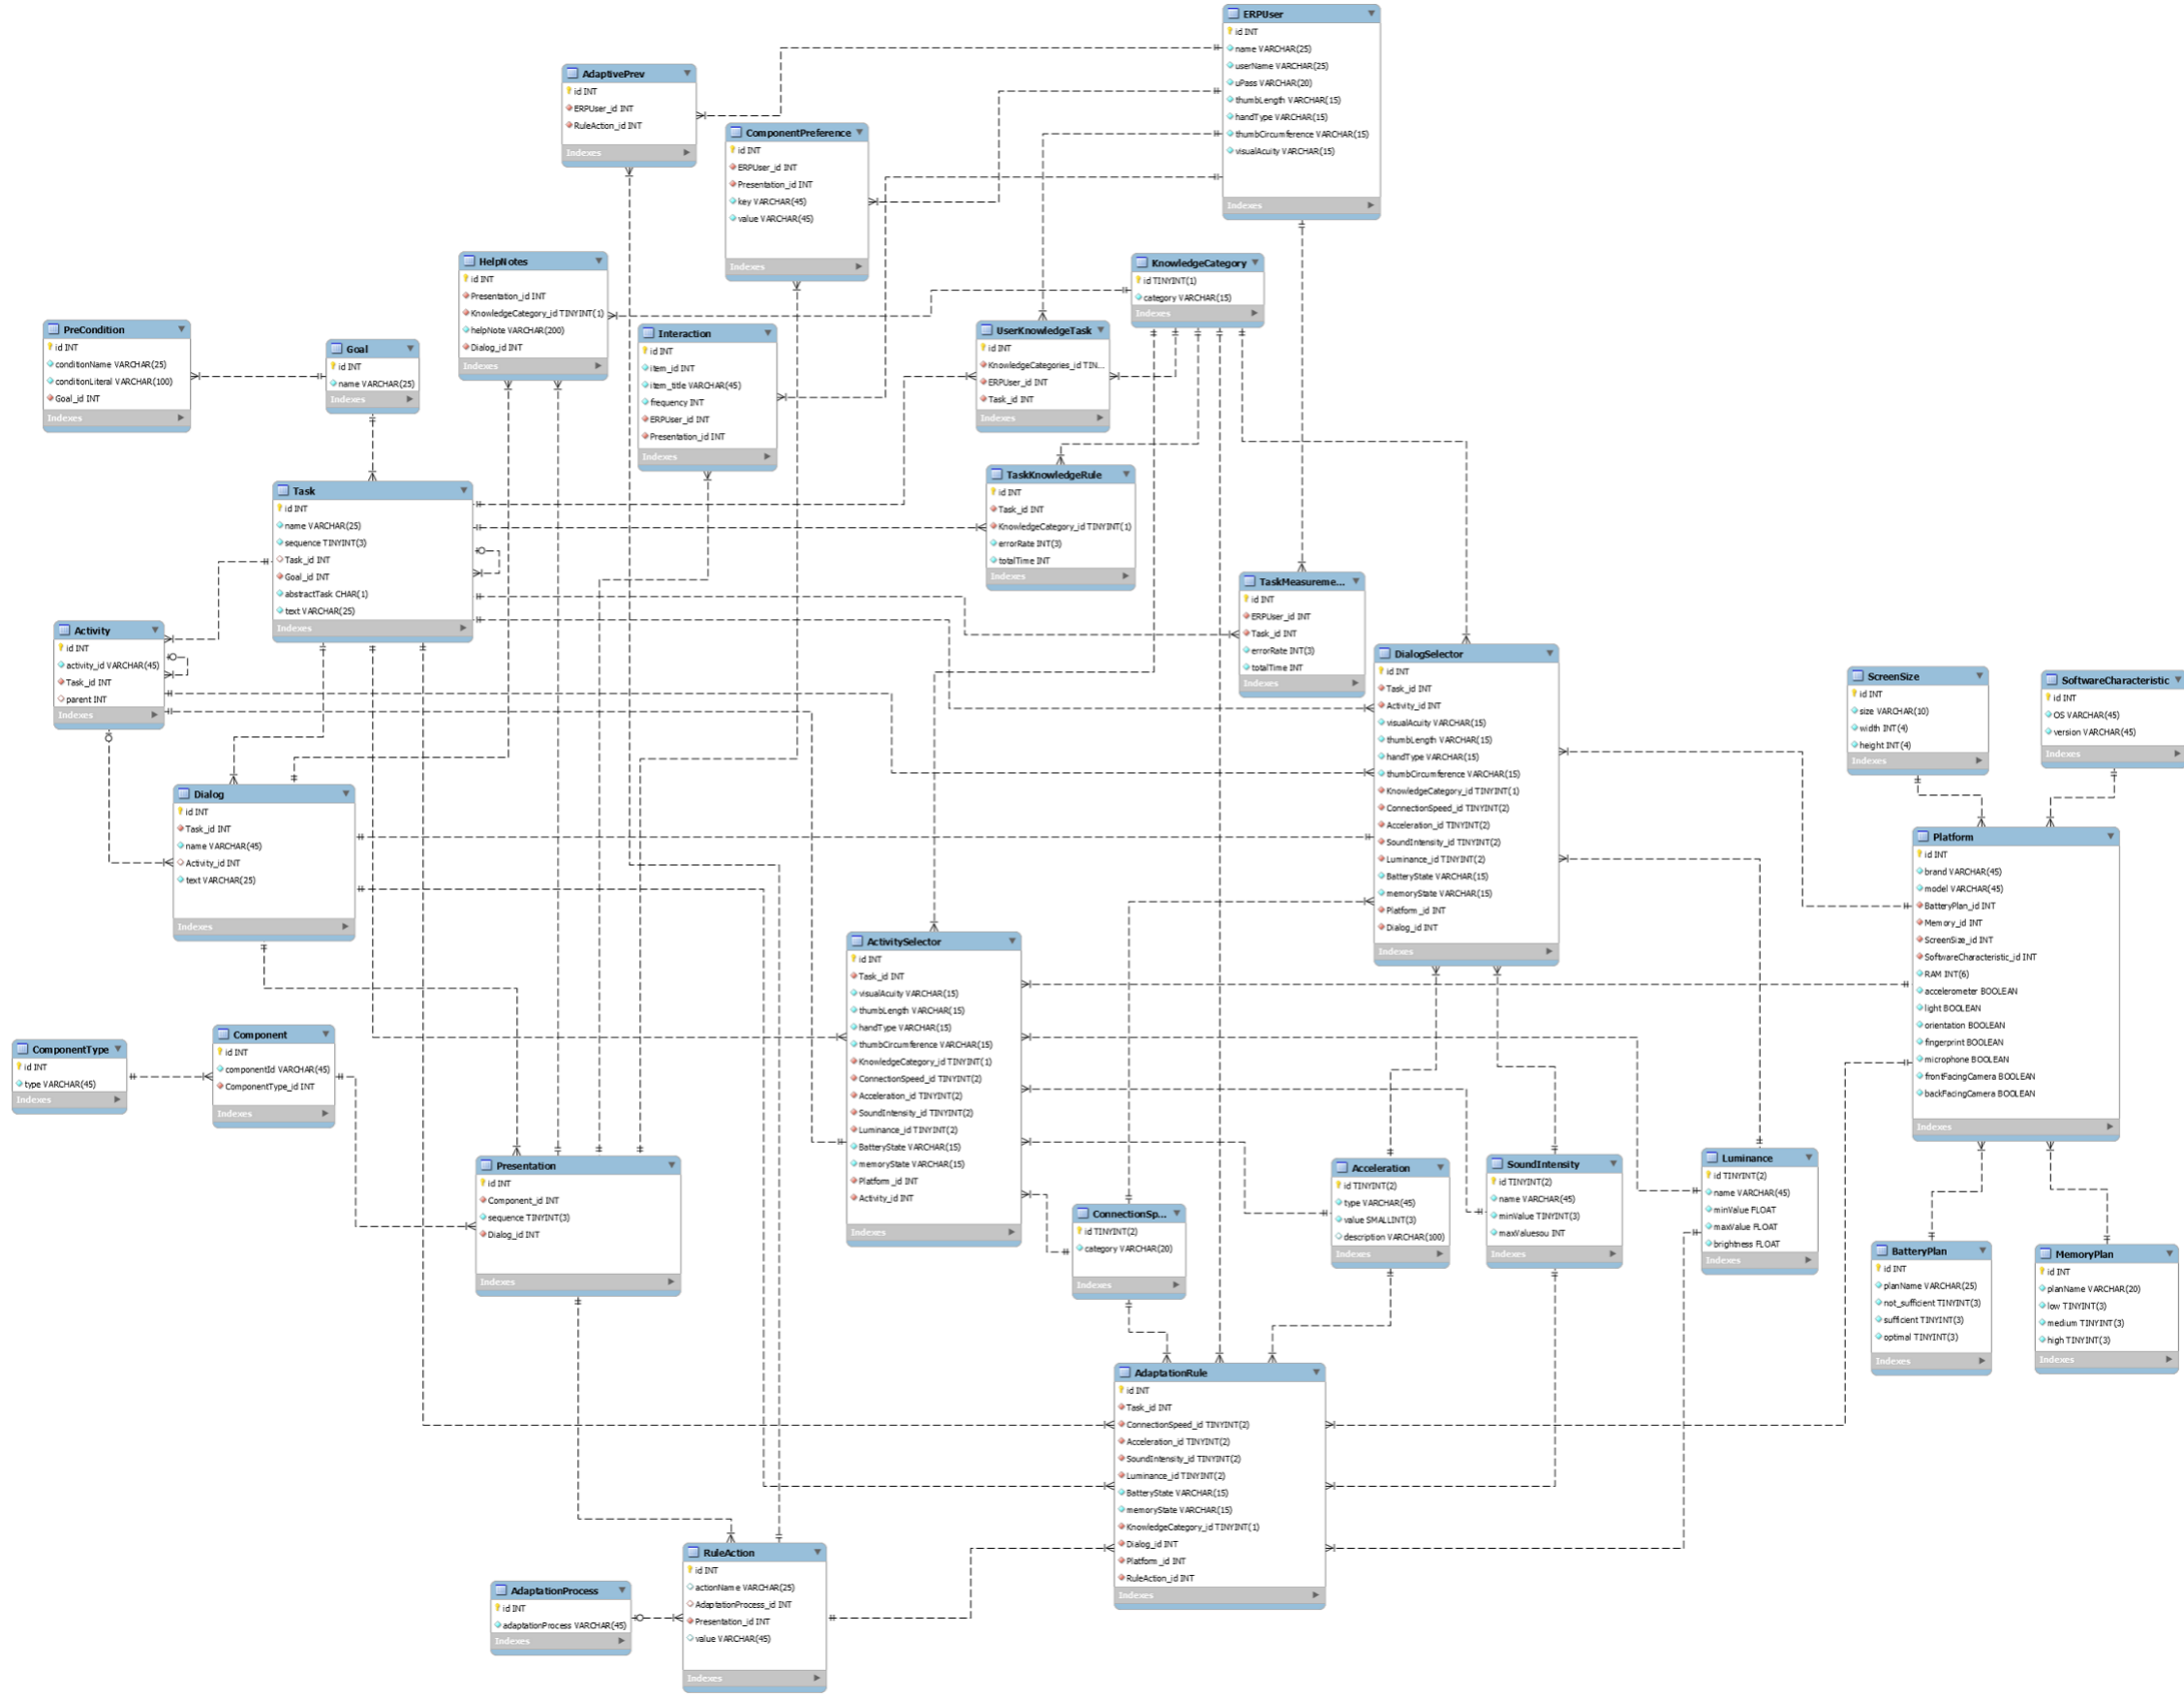 ERPUser
id INT
name VARCHAR(25)
userName VARCHAR(25)
uPass VARCHAR(20)
thumbLength VARCHAR(15)
handType VARCHAR(15)
thumbCircumference VARCHAR(15)
visualAcuity VARCHAR(15)
Indexes
AdaptivePrev
id INT
ERPUser_id INT
RuleAction_id INT
Indexes
ComponentPreference
id INT
ERPUser_id INT
Presentation_id INT
key VARCHAR(45)
value VARCHAR(45)
Indexes
HelpNotes
id INT
Presentation_id INT
KnowledgeCategory_id TINYINT(1)
helpNote VARCHAR(200)
Dialog_id INT
Indexes
KnowledgeCategory
id TINYINT(1)
category VARCHAR(15)
Indexes
PreCondition
id INT
conditionName VARCHAR(25)
conditionLiteral VARCHAR(100)
Goal_id INT
Indexes
Goal
id INT
name VARCHAR(25)
Indexes
Interaction
id INT
item_id INT
item_title VARCHAR(45)
frequency INT
ERPUser_id INT
Presentation_id INT
Indexes
UserKnowledgeTask
id INT
KnowledgeCategories_id TIN...
ERPUser_id INT
Task_id INT
Indexes
Task
id INT
name VARCHAR(25)
sequence TINYINT(3)
Task_id INT
Goal_id INT
abstractTask CHAR(1)
text VARCHAR(25)
Indexes
TaskKnowledgeRule
id INT
Task_id INT
KnowledgeCategory_id TINYINT(1)
errorRate INT(3)
totalTime INT
Indexes
TaskMeasureme...
id INT
ERPUser_id INT
Task_id INT
errorRate INT(3)
totalTime INT
Indexes
Activity
id INT
activity_id VARCHAR(45)
Task_id INT
parent INT
Indexes
DialogSelector
id INT
Task_id INT
Activity_id INT
visualAcuity VARCHAR(15)
thumbLength VARCHAR(15)
handType VARCHAR(15)
thumbCircumference VARCHAR(15)
KnowledgeCategory_id TINYINT(1)
ConnectionSpeed_id TINYINT(2)
Acceleration_id TINYINT(2)
SoundIntensity_id TINYINT(2)
Luminance_id TINYINT(2)
BatteryState VARCHAR(15)
memoryState VARCHAR(15)
Platform_id INT
Dialog_id INT
Indexes
ScreenSize
id INT
size VARCHAR(10)
width INT(4)
height INT(4)
Indexes
SoftwareCharacteristic
id INT
OS VARCHAR(45)
version VARCHAR(45)
Indexes
Dialog
id INT
Task_id INT
name VARCHAR(45)
Activity_id INT
text VARCHAR(25)
Indexes
Platform
id INT
brand VARCHAR(45)
model VARCHAR(45)
BatteryPlan_id INT
Memory_id INT
ScreenSize_id INT
SoftwareCharacteristic_id INT
RAM INT(6)
accelerometer BOOLEAN
light BOOLEAN
orientation BOOLEAN
fingerprint BOOLEAN
microphone BOOLEAN
frontFacingCamera BOOLEAN
backFacingCamera BOOLEAN
Indexes
ActivitySelector
id INT
Task_id INT
visualAcuity VARCHAR(15)
thumbLength VARCHAR(15)
handType VARCHAR(15)
thumbCircumference VARCHAR(15)
KnowledgeCategory_id TINYINT(1)
ConnectionSpeed_id TINYINT(2)
Acceleration_id TINYINT(2)
SoundIntensity_id TINYINT(2)
Luminance_id TINYINT(2)
BatteryState VARCHAR(15)
memoryState VARCHAR(15)
Platform_id INT
Activity_id INT
Indexes
ComponentType
id INT
type VARCHAR(45)
Indexes
Component
id INT
componentId VARCHAR(45)
ComponentType_id INT
Indexes
Presentation
id INT
Component_id INT
sequence TINYINT(3)
Dialog_id INT
Indexes
ConnectionSp...
id TINYINT(2)
category VARCHAR(20)
Indexes
Acceleration
id TINYINT(2)
type VARCHAR(45)
value SMALLINT(3)
description VARCHAR(100)
Indexes
SoundIntensity
id TINYINT(2)
name VARCHAR(45)
minValue TINYINT(3)
maxValuesou INT
Indexes
Luminance
id TINYINT(2)
name VARCHAR(45)
minValue FLOAT
maxValue FLOAT
brightness FLOAT
Indexes
BatteryPlan
id INT
planName VARCHAR(25)
not_sufficient TINYINT(3)
sufficient TINYINT(3)
optimal TINYINT(3)
Indexes
MemoryPlan
id INT
planName VARCHAR(20)
low TINYINT(3)
medium TINYINT(3)
high TINYINT(3)
Indexes
AdaptationRule
id INT
Task_id INT
ConnectionSpeed_id TINYINT(2)
Acceleration_id TINYINT(2)
SoundIntensity_id TINYINT(2)
Luminance_id TINYINT(2)
BatteryState VARCHAR(15)
memoryState VARCHAR(15)
KnowledgeCategory_id TINYINT(1)
Dialog_id INT
Platform_id INT
RuleAction_id INT
Indexes
RuleAction
id INT
actionName VARCHAR(25)
AdaptationProcess_id INT
Presentation_id INT
value VARCHAR(45)
Indexes
AdaptationProcess
id INT
adaptationProcess VARCHAR(45)
Indexes